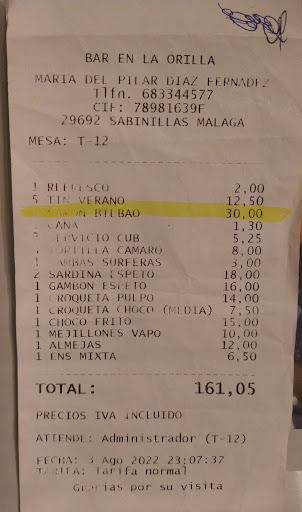 BAR EN LA ORILLA
MARIA DEL PILAR DIAZ FERNADEZ
Tlfn. 683344577
CIF: 78981639F
29692 SABINILLAS MALAGA
MESA: T-12
1 REFRESCO 2,00
5 TIN VERANO 12,50
BILBAO 30,00
CANA 1,30
SERVICIO CUB 5,25
TORTILLA CAMARO 8,00
GAMBAS SURFERAS 3,00
2 SARDINA ESPETO 18,00
1 GAMBON ESPETO 16,00
1 CROQUETA PULPO 14,00
1 CROQUETA CHOCO (MEDIA) 7,50
1 CHOCO FRITO 15,00
1 MEJILLONES VAPO 10,00
1 ALMEJAS 12,00
1 ENS MIXTA 6,50
TOTAL: 161,05
PRECIOS IVA INCLUIDO
ATIENDE: Administrador (T-12)
FECHA: 3 Ago 2022 23:07:37
TARIFA: Tarifa normal
Gracias por su visita